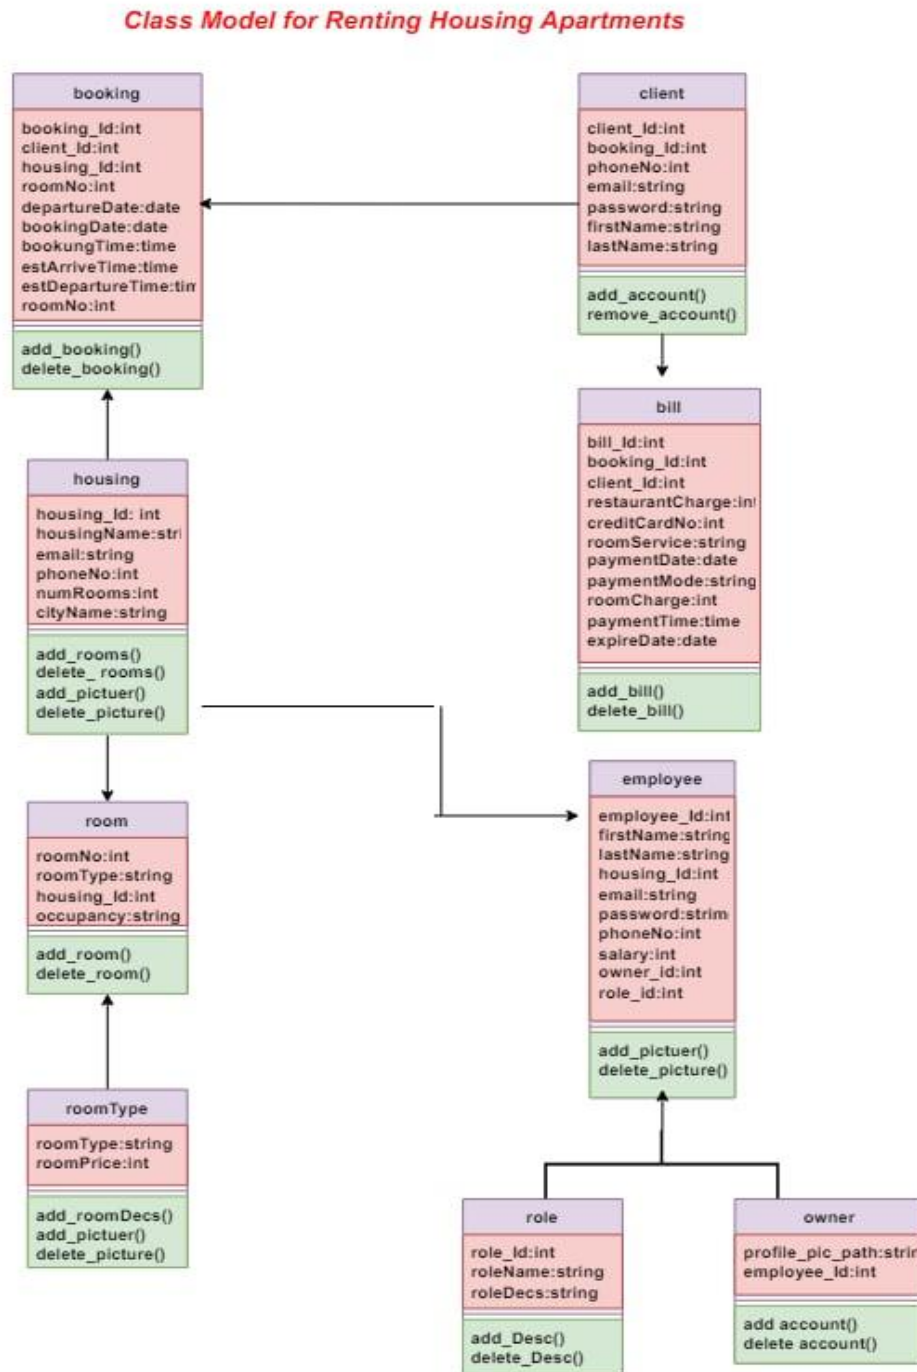 Class Model for Renting Housing Apartments
booking
booking_Id:int
client_Id:int
housing_Id:int
roomNo:int
departureDate:date
bookingDate:date
bookungTime:time
estArriveTime:time
estDepartureTime:tim
roomNo:int
add_booking()
delete_booking()
client
client_Id:int
booking_Id:int
phoneNo:int
email:string
password:string
firstName:string
lastName:string
add_account()
remove_account()
housing
housing_Id: int
housingName:stri
email:string
phoneNo:int
numRooms:int
cityName:string
add_rooms()
delete_ rooms()
add_pictuer()
delete_picture()
bill
bill_Id:int
booking_Id:int
client_Id:int
restaurantCharge:int
creditCardNo:int
roomService:string
paymentDate:date
paymentMode:string
roomCharge:int
paymentTime:time
expireDate:date
add_bill()
delete_bill()
room
roomNo:int
roomType:string
housing_Id:int
occupancy:string
add_room()
delete_room()
employee
employee_Id:int
firstName:string
lastName:string
housing_Id:int
email:string
password:strimg
phoneNo:int
salary:int
owner_id:int
role_id:int
add_pictuer()
delete_picture()
roomType
roomType:string
roomPrice:int
add_roomDecs()
add_pictuer()
delete_picture()
role
role_Id:int
roleName:string
roleDecs:string
add_Desc()
delete_Desc()
owner
profile_pic_path:strin
employee_Id:int
add account()
delete account()